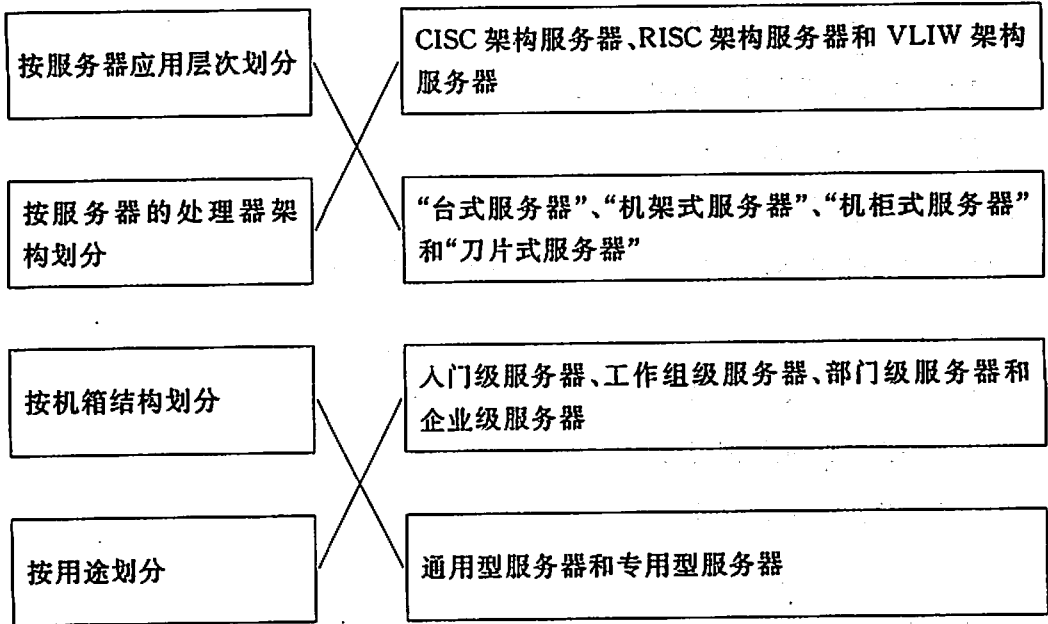 按服务器应用层次划分
CISC 架构服务器、RISC 架构服务器和 VLIW 架构
服务器
按服务器的处理器架
构划分
“台式服务器”、“机架式服务器”、“机柜式服务器”
和“刀片式服务器”
按机箱结构划分
入门级服务器、工作组级服务器、部门级服务器和
企业级服务器
按用途划分
通用型服务器和专用型服务器